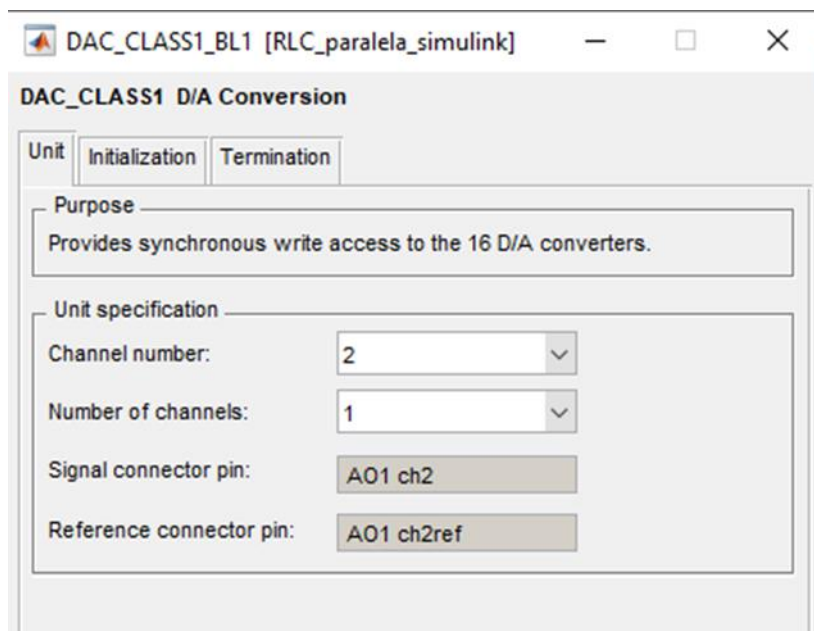 DAC_CLASS1_BL1 [RLC_paralela_simulink]
DAC_CLASS1 D/A Conversion
Unit Initialization Termination
Purpose
Provides synchronous write access to the 16 D/A converters.
Unit specification
Channel number: 2
Number of channels: 1
Signal connector pin: AO1 ch2
Reference connector pin: AO1 ch2ref